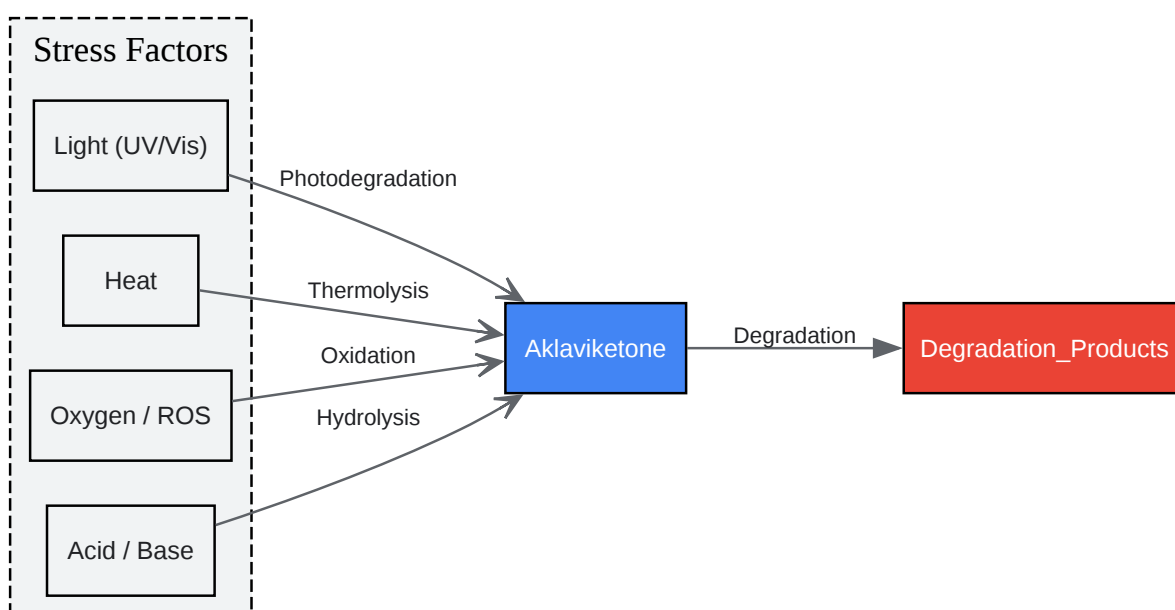 Stress Factors
Light (UV/Vis)
Photodegradation
Heat
Thermolysis
Oxidation
Aklaviketone
Degradation
Degradation_Products
Oxygen / ROS
Hydrolysis
Acid / Base